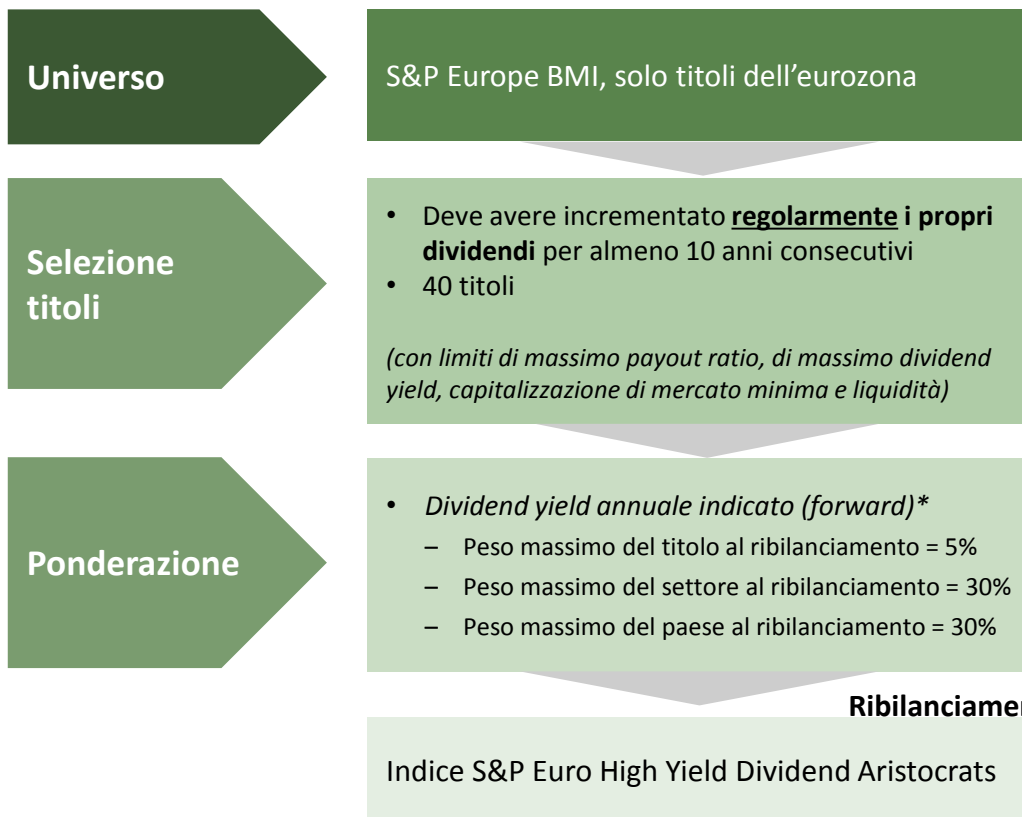 Universo
S&P Europe BMI, solo titoli dell’eurozona
Selezione
titoli
• Deve avere incrementato regolarmente i propri
dividendi per almeno 10 anni consecutivi
• 40 titoli
(con limiti di massimo payout ratio, di massimo dividend
yield, capitalizzazione di mercato minima e liquidità)
Ponderazione
• Dividend yield annuale indicato (forward)*
– Peso massimo del titolo al ribilanciamento = 5%
– Peso massimo del settore al ribilanciamento = 30%
– Peso massimo del paese al ribilanciamento = 30%
Indice S&P Euro High Yield Dividend Aristocrats